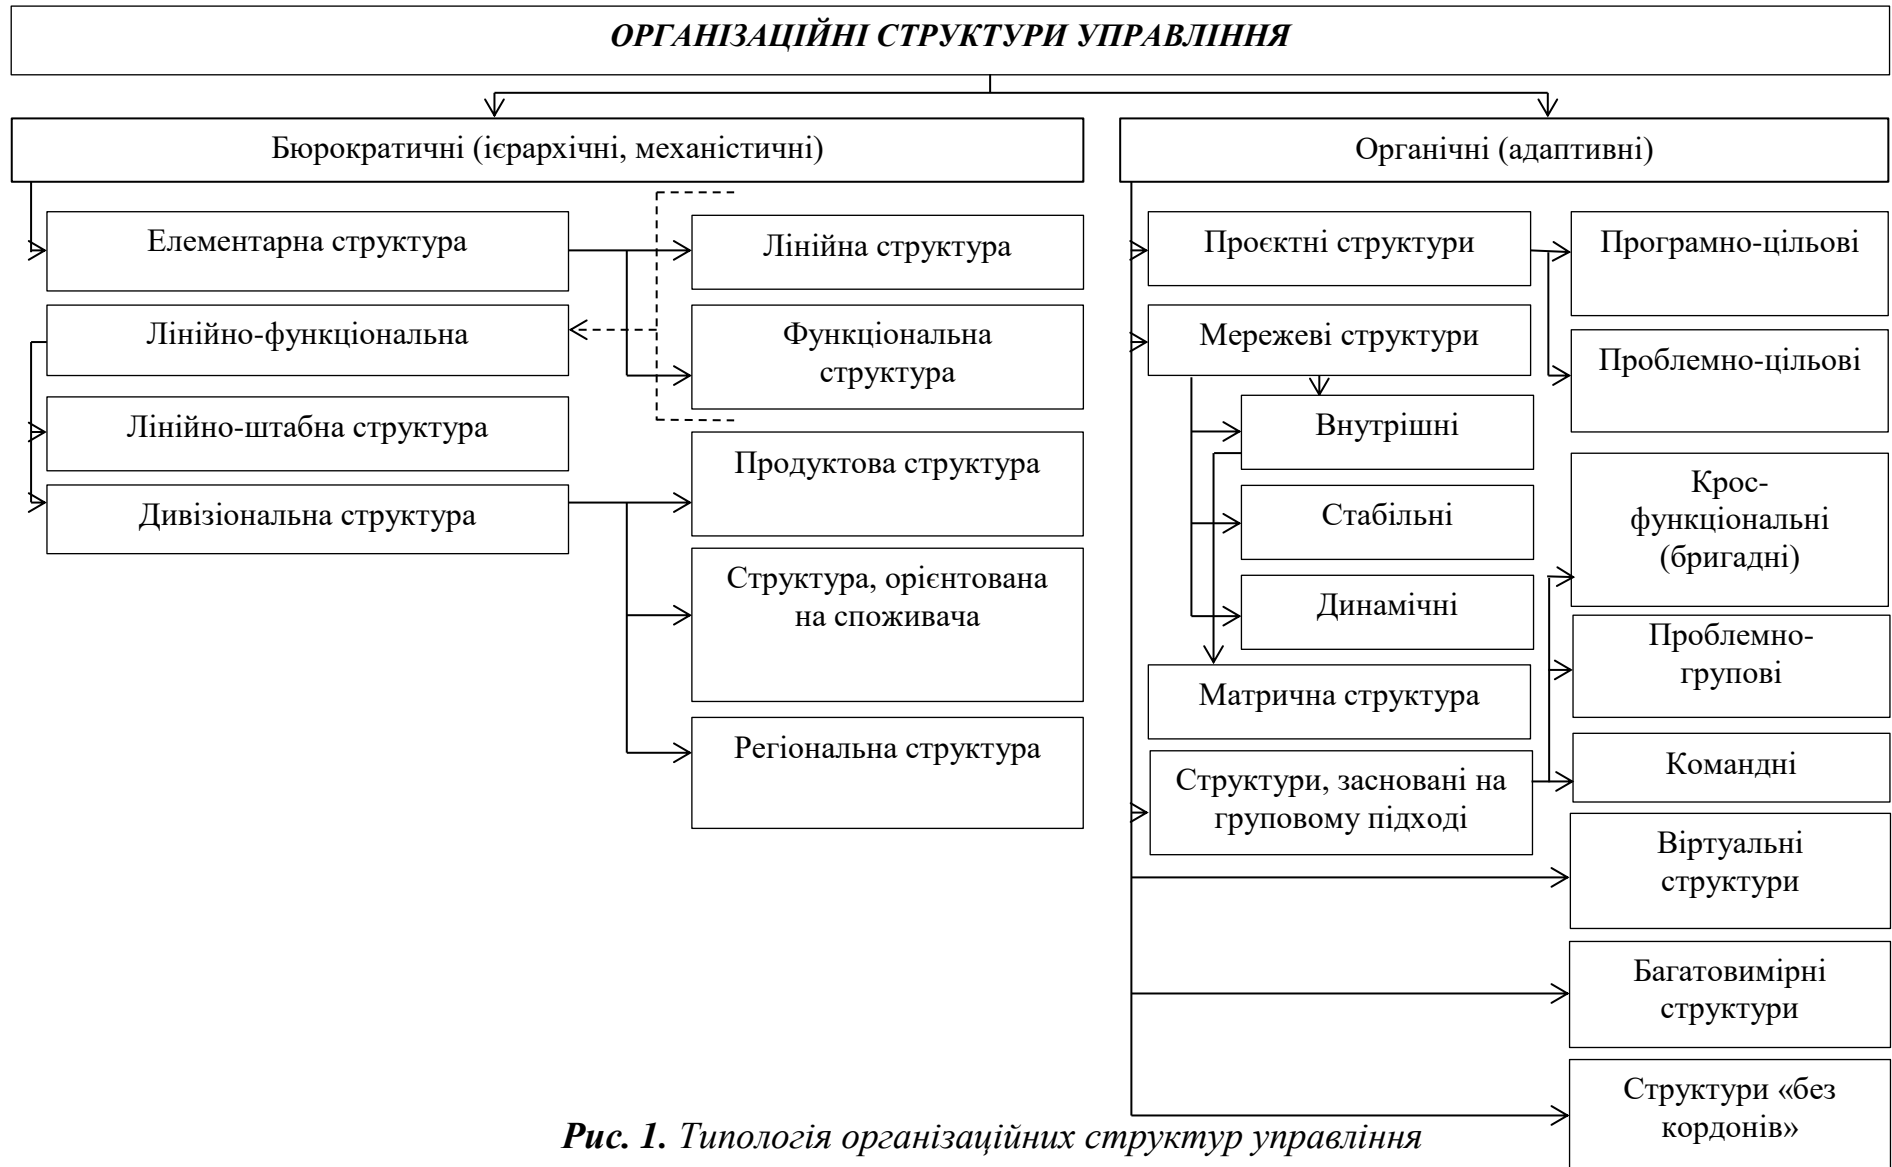 ОРГАНІЗАЦІЙНІ СТРУКТУРИ УПРАВЛІННЯ
Бюрократичні (ієрархічні, механістичні)
Елементарна структура
Лінійно-функціональна
Лінійно-штабна структура
Дивізіональна структура
Лінійна структура
Функціональна
структура
Продуктова структура
Структура, орієнтована
на споживача
Регіональна структура
Органічні (адаптивні)
Проєктні структури
Мережеві структури
Внутрішні
Стабільні
Динамічні
Матрична структура
Структури, засновані на
груповому підході
Програмно-цільові
Проблемно-цільові
Крос-
функціональні
(бригадні)
Проблемно-
групові
Командні
Віртуальні
структури
Багатовимірні
структури
Структури «без
кордонів»
Рис. 1. Типологія організаційних структур управління